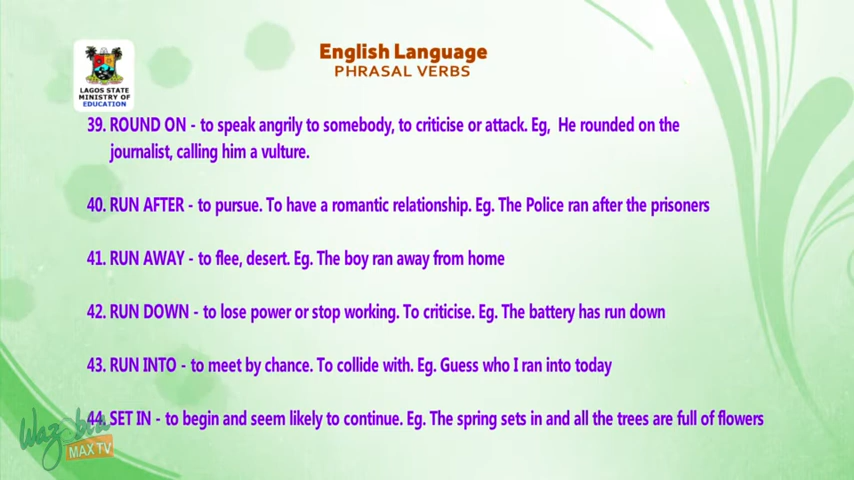 English Language
PHRASAL VERBS
LAGOS STATE
MINISTRY OF
EDUCATION
39. ROUND ON - to speak angrily to somebody, to criticise or attack. Eg, He rounded on the
journalist, calling him a vulture.
40. RUN AFTER - to pursue. To have a romantic relationship. Eg. The Police ran after the prisoners
41. RUN AWAY - to flee, desert. Eg. The boy ran away from home
42. RUN DOWN - to lose power or stop working. To criticise. Eg. The battery has run down
43. RUN INTO - to meet by chance. To collide with. Eg. Guess who I ran into today
44. SET IN - to begin and seem likely to continue. Eg. The spring sets in and all the trees are full of flowers
Wazobia
MAX TV